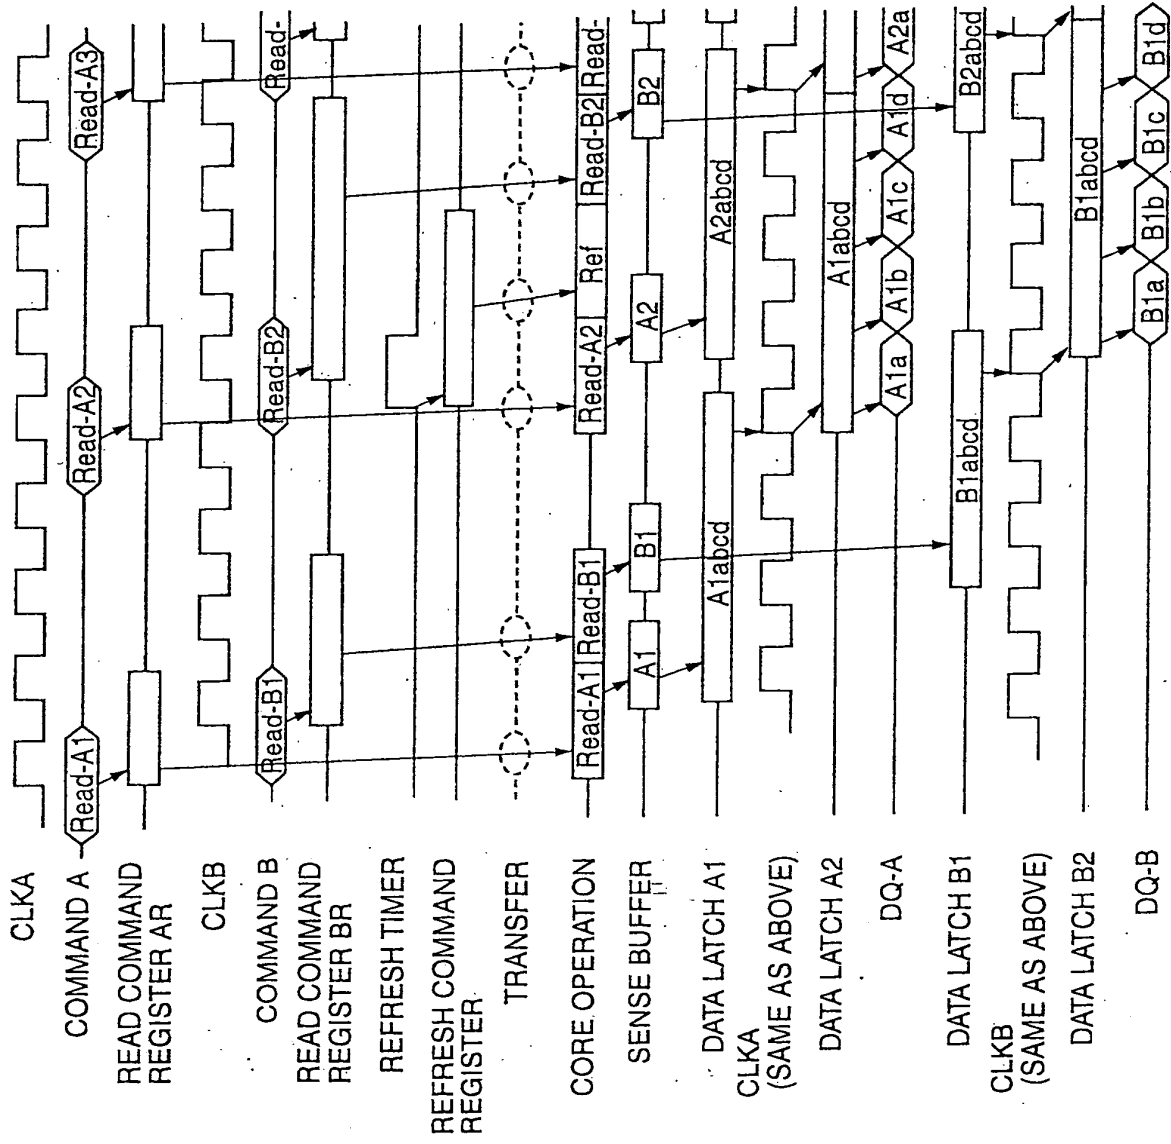 CLKA
COMMAND A
Read-A1
Read-A2
Read-A3
READ COMMAND
REGISTER AR
CLKB
COMMAND B
Read-B1
Read-B2
Read-
READ COMMAND
REGISTER BR
REFRESH TIMER
REFRESH COMMAND
REGISTER
TRANSFER
CORE OPERATION
Read-A1
Read-B1
Read-A2
Ref
Read-B2
Read-
SENSE BUFFER
A1
B1
A2
B2
DATA LATCH A1
A1abcd
A2abcd
CLKA
(SAME AS ABOVE)
DATA LATCH A2
A1abcd
DQ-A
A1a
A1b
A1c
A1d
A2a
DATA LATCH B1
B1abcd
B2abcd
CLKB
(SAME AS ABOVE)
DATA LATCH B2
B1abcd
DQ-B
B1a
B1b
B1c
B1d